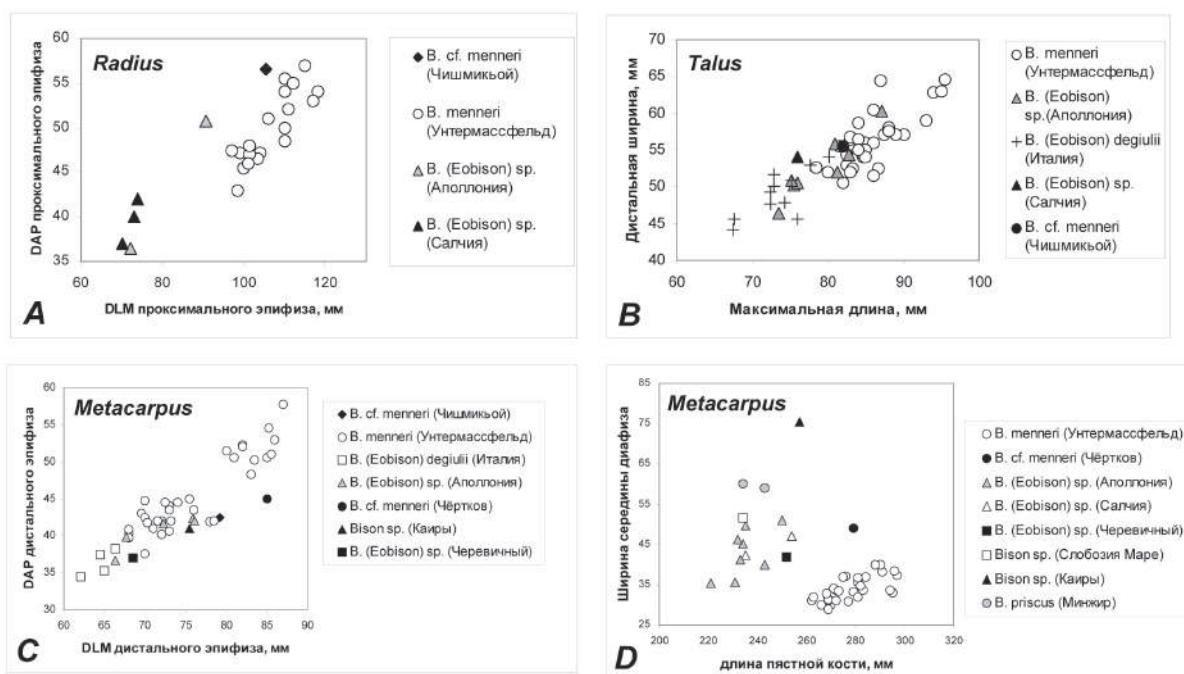 Radius
DAP проксимального эпифиза
60
55
50
45
40
35
60
80
100
120
DLM проксимального эпифиза, мм
A
B. cf. menneri
(Чишмикьой)
B. menneri
(Унтермассфельд)
B. (Eobison) sp.
(Аполлония)
B. (Eobison) sp.
(Салчия)
Talus
Дистальная ширина, мм
70
65
60
55
50
45
40
60
70
80
90
100
Максимальная длина, мм
B
B. menneri
(Унтермассфельд)
B. (Eobison)
sp.(Аполлония)
B. (Eobison) degiulii
(Италия)
B. (Eobison) sp.
(Салчия)
B. cf. menneri
(Чишмикьой)
Metacarpus
DAP дистального эпифиза
60
55
50
45
40
35
30
60
65
70
75
80
85
90
DLM дистального эпифиза, мм
C
B. cf. menneri (Чишмикьой)
B. menneri (Унтермассфельд)
B. (Eobison) degiulii (Италия)
B. (Eobison) sp. (Аполлония)
B. cf. menneri (Чёртков)
Bison sp. (Каиры)
B. (Eobison) sp. (Черевичный)
Metacarpus
Ширина середины диафиза
85
75
65
55
45
35
25
200
220
240
260
280
300
320
длина пястной кости, мм
D
B. menneri (Унтермассфельд)
B. cf. menneri (Чёртков)
B. (Eobison) sp. (Аполлония)
B. (Eobison) sp. (Салчия)
B. (Eobison) sp. (Черевичный)
Bison sp. (Слобозия Маре)
Bison sp. (Каиры)
B. priscus (Минжир)